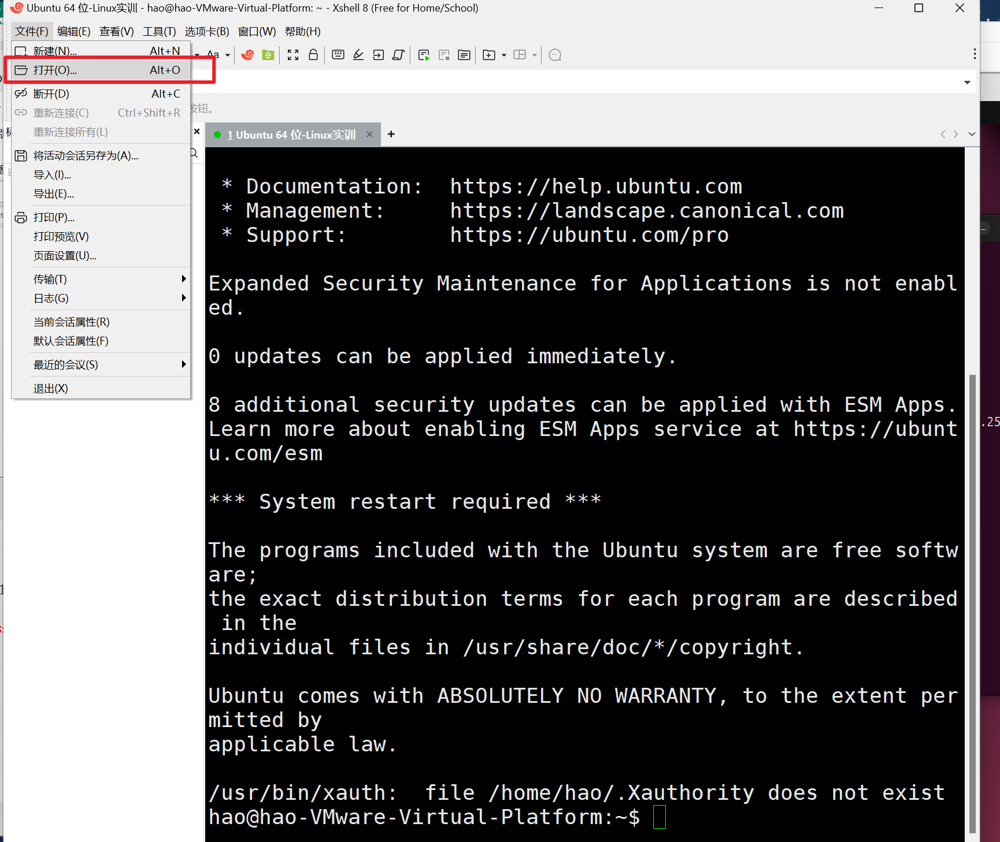 Ubuntu 64 位-Linux实训 - hao@hao-VMware-Virtual-Platform: ~ - Xshell 8 (Free for Home/School)
文件(F) 编辑(E) 查看(V) 工具(T) 选项卡(B) 窗口(W) 帮助(H)
新建(N)... Alt+N
打开(O)... Alt+O
断开(D) Alt+C
重新连接(C) Ctrl+Shift+R
按钮。
重新连接所有(L)
1 Ubuntu 64 位-Linux实训
将活动会话另存为(A)...
导入(I)...
导出(E)...
打印(P)...
打印预览(V)
页面设置(U)...
传输(T)
日志(G)
当前会话属性(R)
默认会话属性(F)
最近的会议(S)
退出(X)
* Documentation:  https://help.ubuntu.com
* Management:     https://landscape.canonical.com
* Support:        https://ubuntu.com/pro
Expanded Security Maintenance for Applications is not enabl
ed.
0 updates can be applied immediately.
8 additional security updates can be applied with ESM Apps.
Learn more about enabling ESM Apps service at https://ubunt
u.com/esm
*** System restart required ***
The programs included with the Ubuntu system are free softw
are;
the exact distribution terms for each program are described
in the
individual files in /usr/share/doc/*/copyright.
Ubuntu comes with ABSOLUTELY NO WARRANTY, to the extent per
mitted by
applicable law.
/usr/bin/xauth:  file /home/hao/.Xauthority does not exist
hao@hao-VMware-Virtual-Platform:~$
.25